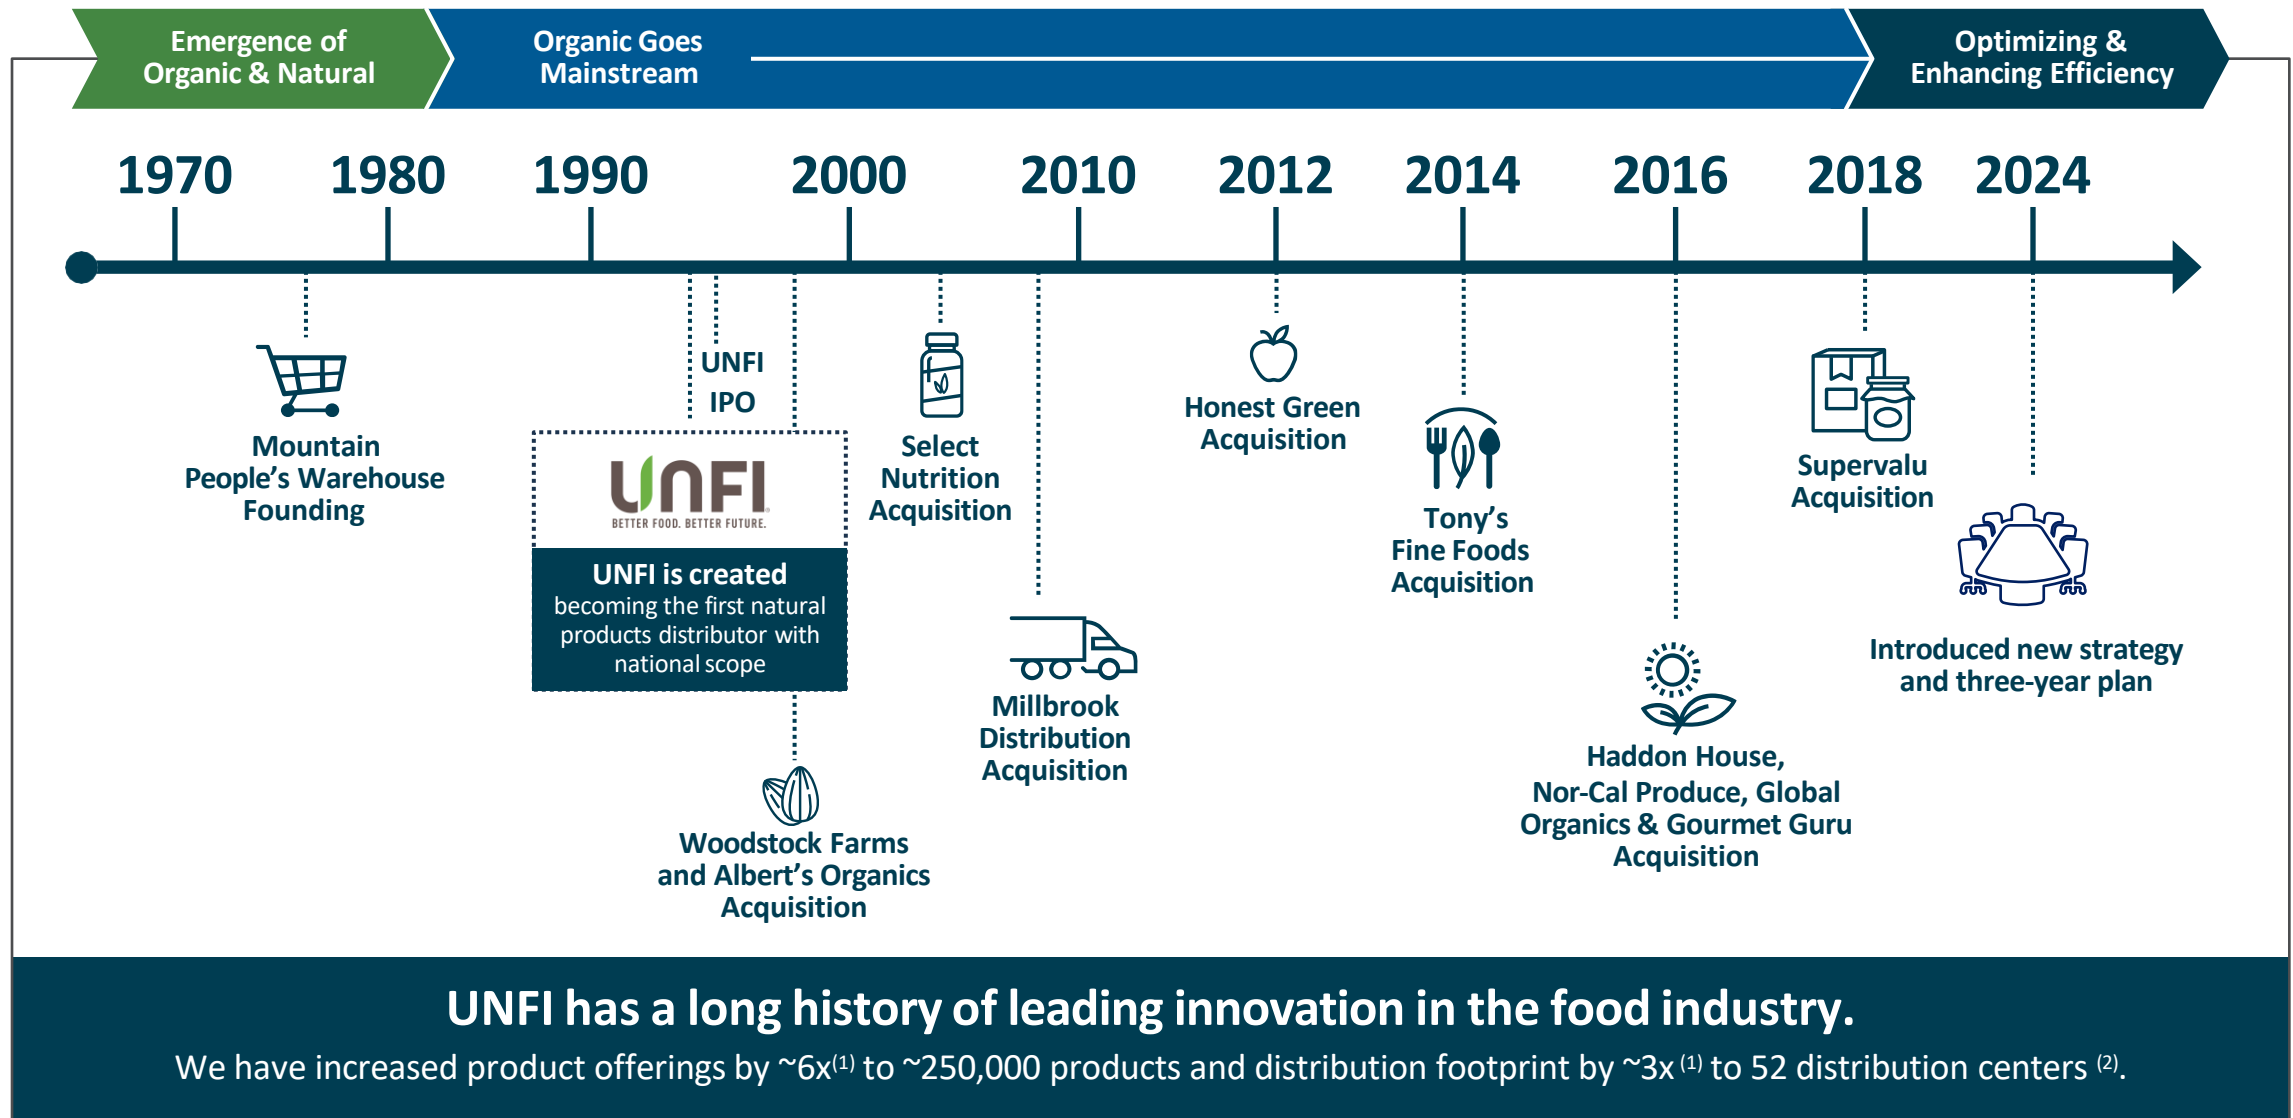 Emergence of
Organic & Natural
Organic Goes
Mainstream
Optimizing &
Enhancing Efficiency
1970
1980
1990
2000
2010
2012
2014
2016
2018
2024
Mountain
People’s Warehouse
Founding
UNFI
IPO
UNFI
BETTER FOOD. BETTER FUTURE.
UNFI is created
becoming the first natural
products distributor with
national scope
Woodstock Farms
and Albert’s Organics
Acquisition
Select
Nutrition
Acquisition
Millbrook
Distribution
Acquisition
Honest Green
Acquisition
Tony’s
Fine Foods
Acquisition
Haddon House,
Nor-Cal Produce, Global
Organics & Gourmet Guru
Acquisition
Supervalu
Acquisition
Introduced new strategy
and three-year plan
UNFI has a long history of leading innovation in the food industry.
We have increased product offerings by ~6x(1) to ~250,000 products and distribution footprint by ~3x (1) to 52 distribution centers (2).